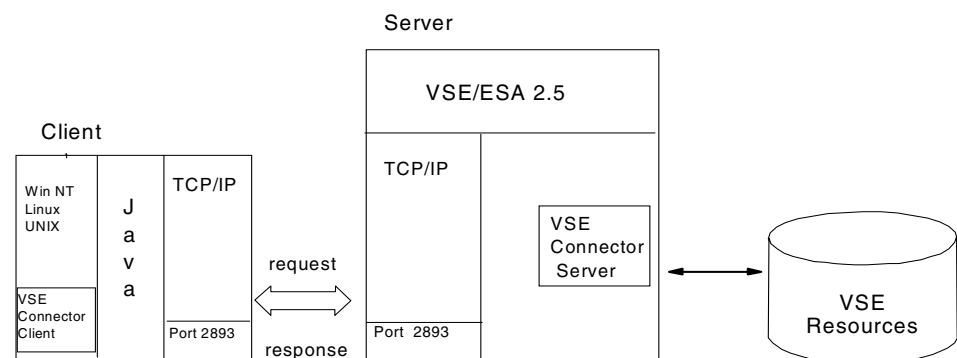 Server
VSE/ESA 2.5
Client
Win NT
Linux
UNIX
Java
TCP/IP
VSE
Connector
Client
Port 2893
request
response
TCP/IP
Port 2893
VSE
Connector
Server
VSE
Resources